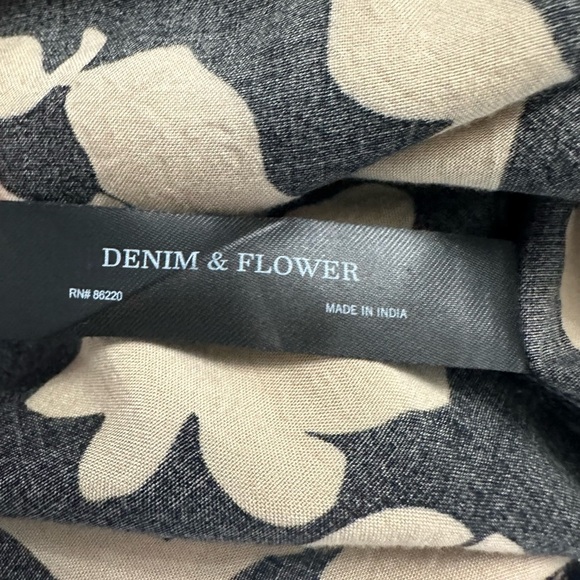 DENIM & FLOWER
RN# 86220
MADE IN INDIA